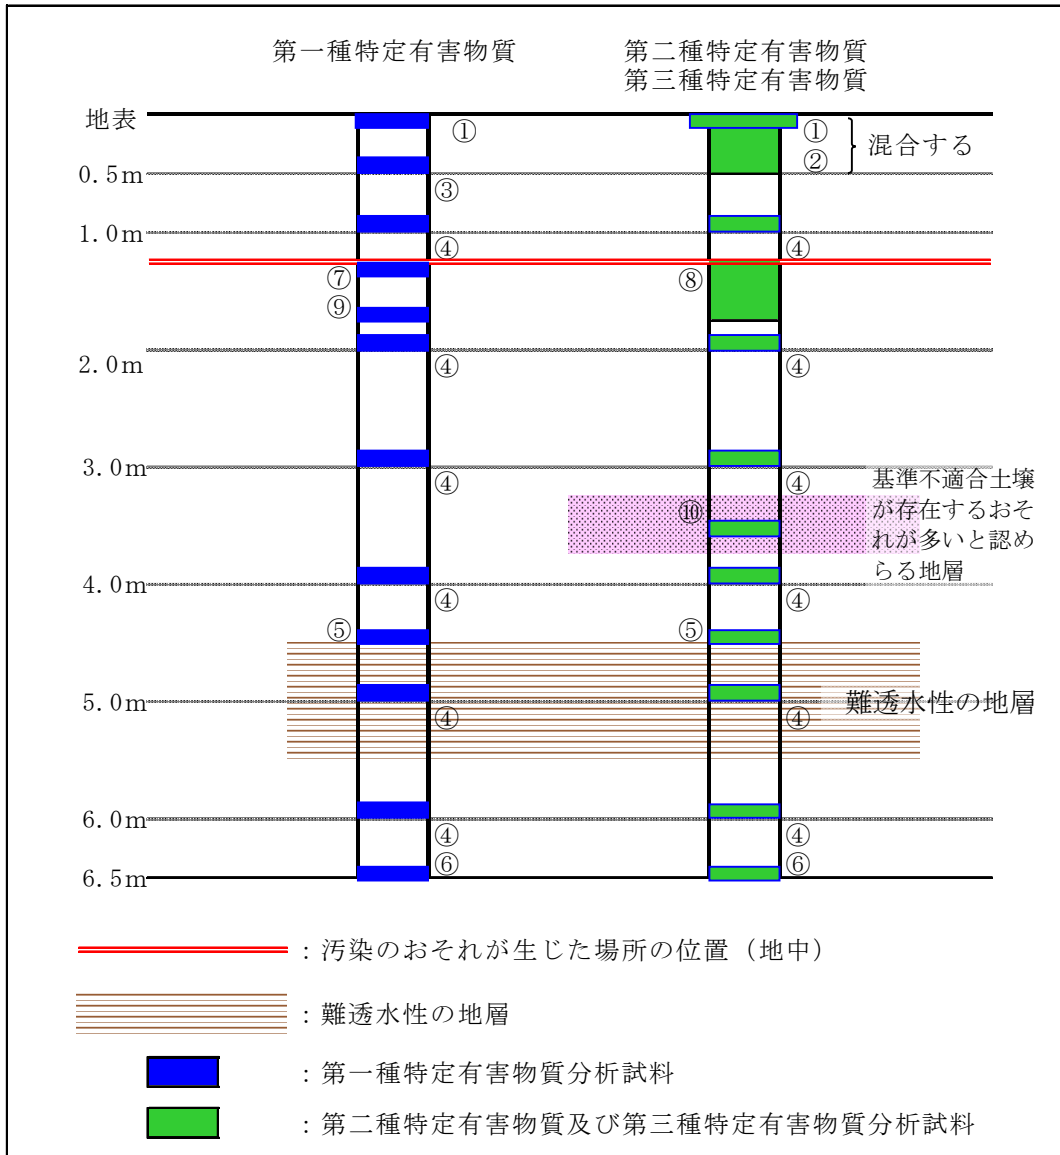 第一種特定有害物質
第二種特定有害物質
第三種特定有害物質
地表
①
①
②
混合する
0.5m
③
1.0m
④
④
⑦
⑧
⑨
2.0m
④
④
3.0m
④
④
基準不適合土壌
が存在するおそ
れが多いと認め
らる地層
⑩
4.0m
④
④
⑤
⑤
5.0m
難透水性の地層
④
④
6.0m
④
④
⑥
⑥
6.5m
：汚染のおそれが生じた場所の位置（地中）
：難透水性の地層
：第一種特定有害物質分析試料
：第二種特定有害物質及び第三種特定有害物質分析試料